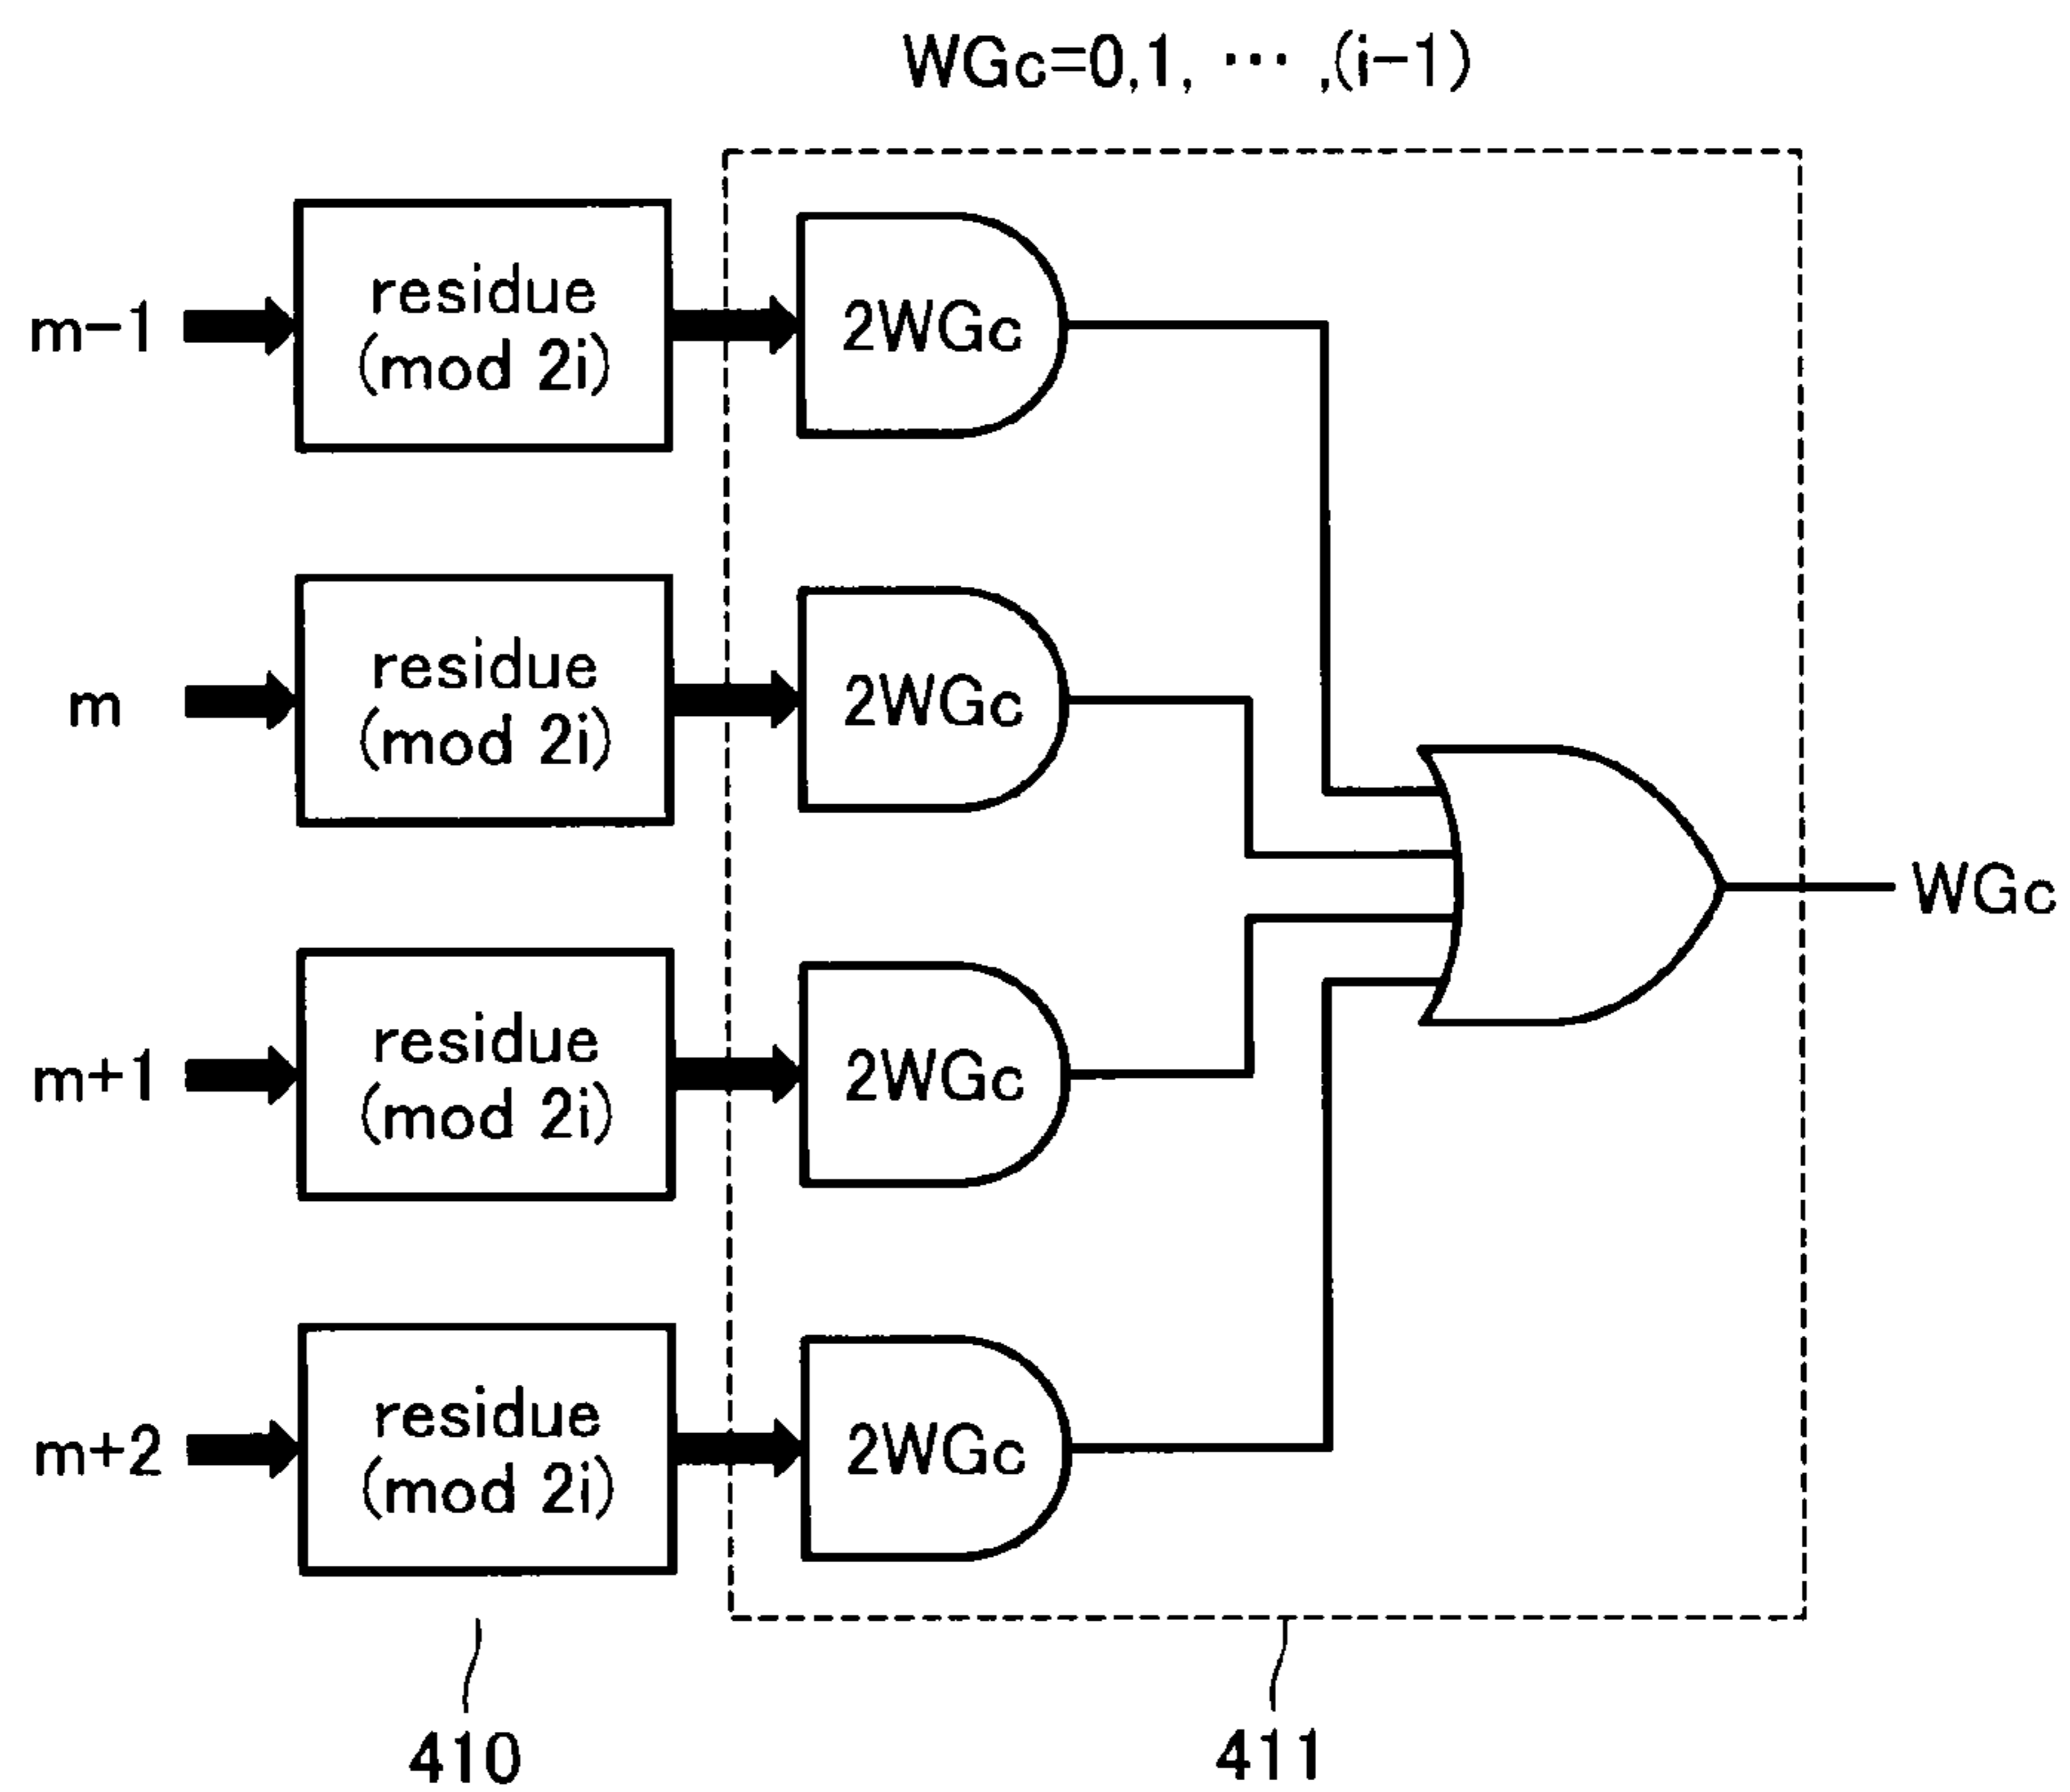 WGc=0,1, ··· ,(i-1)
m-1
residue
(mod 2i)
2WGc
m
residue
(mod 2i)
2WGc
WGc
m+1
residue
(mod 2i)
2WGc
m+2
residue
(mod 2i)
2WGc
410
411